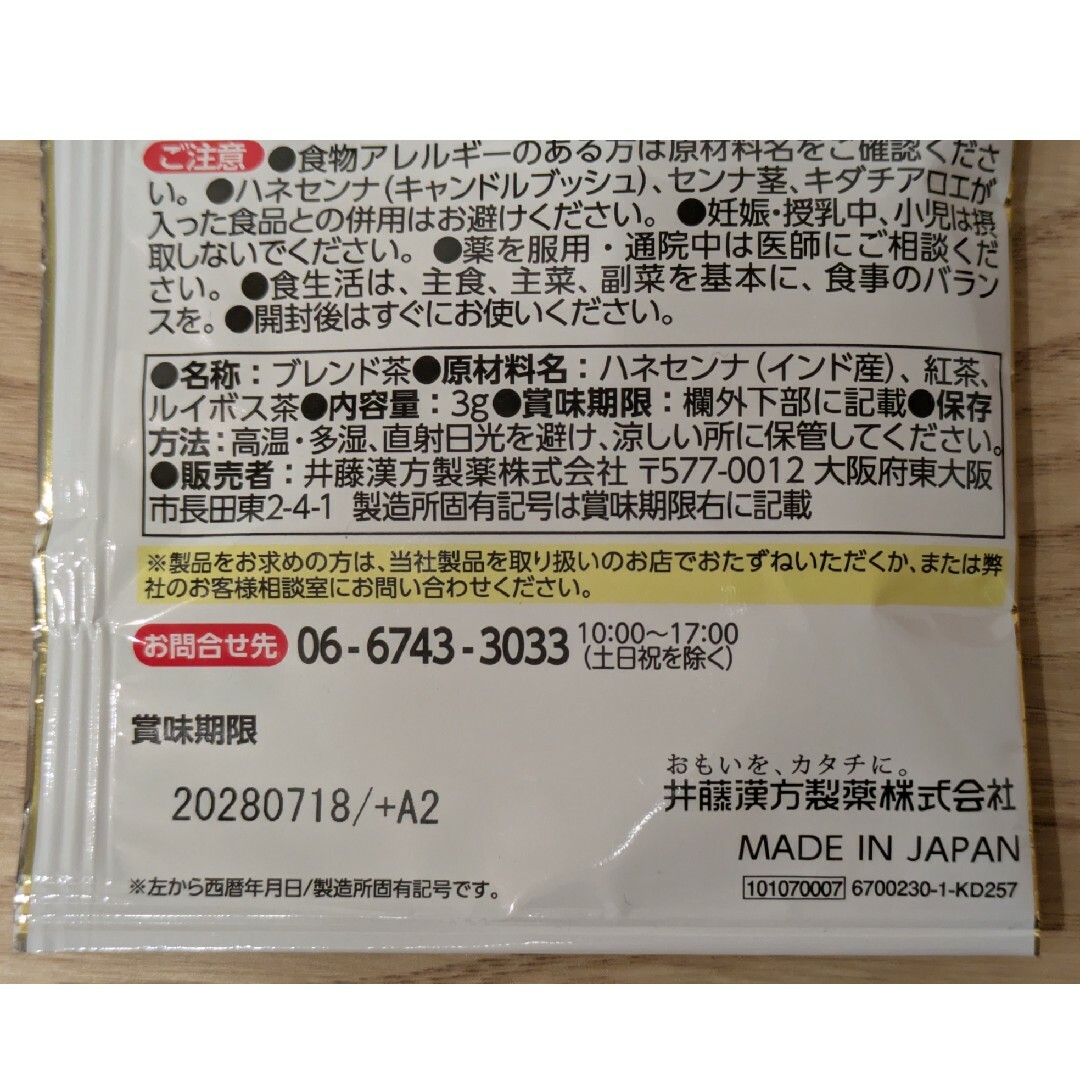 ご注意 ●食物アレルギーのある方は原材料名をご確認くださ
い。●ハネセンナ(キャンドルブッシュ)、センナ茎、キダチアロエが
入った食品との併用はお避けください。 ●妊娠・授乳中、小児は摂
取しないでください。 ●薬を服用・通院中は医師にご相談くだ
さい。 ●食生活は、主食、主菜、副菜を基本に、食事のバラン
スを。●開封後はすぐにお使いください。
●名称：ブレンド茶●原材料名：ハネセンナ(インド産)、紅茶、
ルイボス茶●内容量：3g●賞味期限：欄外下部に記載●保存
方法：高温・多湿、直射日光を避け、涼しい所に保管してください。
●販売者：井藤漢方製薬株式会社 〒577-0012 大阪府東大阪
市長田東2-4-1 製造所固有記号は賞味期限右に記載
※製品をお求めの方は、当社製品を取り扱いのお店でおたずねいただくか、または弊
社のお客様相談室にお問い合わせください。
お問合せ先 06-6743-3033 10:00～17:00
(土日祝を除く)
賞味期限
20280718/+A2
おもいを、カタチに。
井藤漢方製薬株式会社
MADE IN JAPAN
※左から西暦年月日/製造所固有記号です。
101070007 6700230-1-KD257